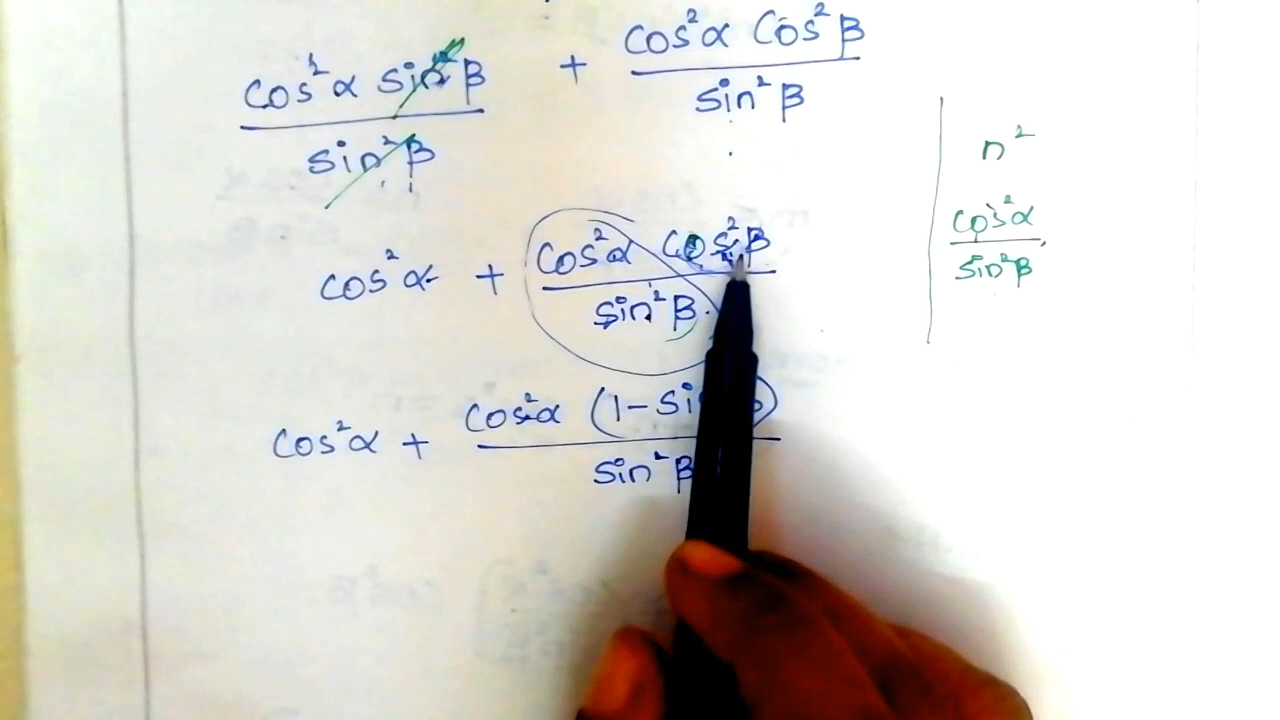 cos²α sin²β / sin²β + cos²α cos²β / sin²β
cos²α + cos²α cos²β / sin²β
cos²α + cos²α (1 - si ) / sin²β
n²
cos²α / sin²β